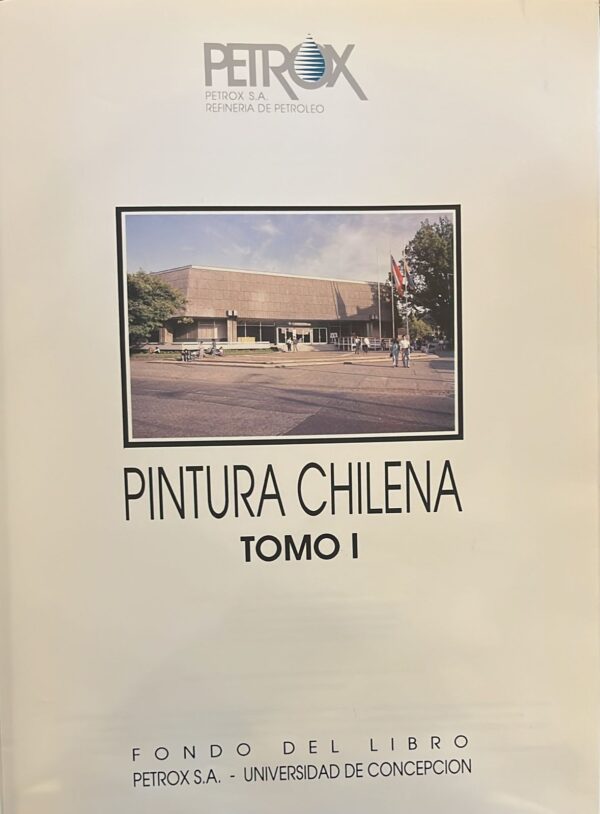 PETROX
PETROX S.A.
REFINERIA DE PETROLEO
PINTURA CHILENA
TOMO I
FONDO DEL LIBRO
PETROX S.A. - UNIVERSIDAD DE CONCEPCION